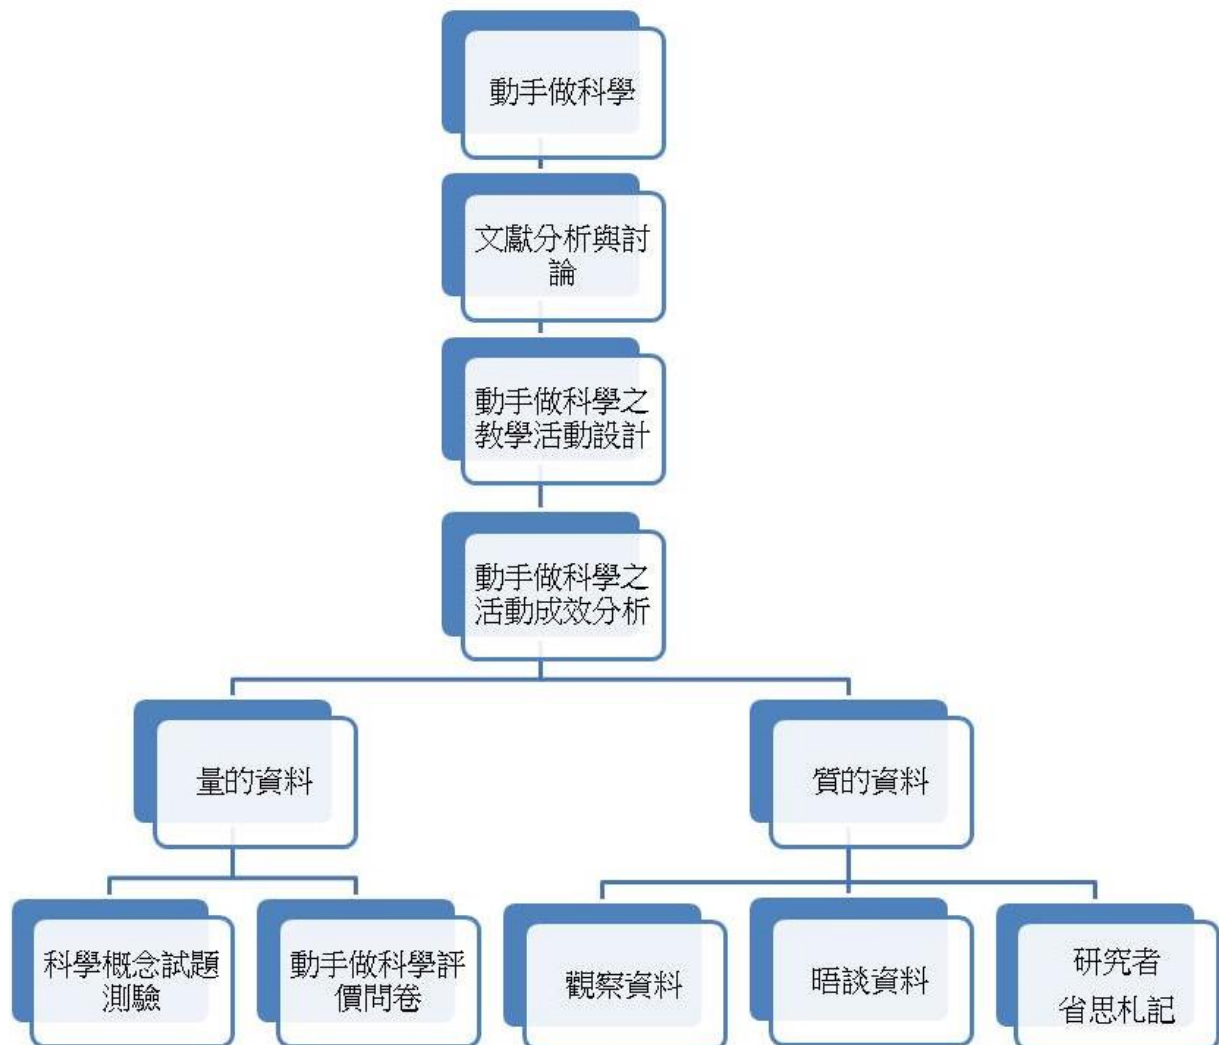 動手做科學
文獻分析與討
論
動手做科學之
教學活動設計
動手做科學之
活動成效分析
量的資料
質的資料
科學概念試題
測驗
動手做科學評
價問卷
觀察資料
晤談資料
研究者
省思札記